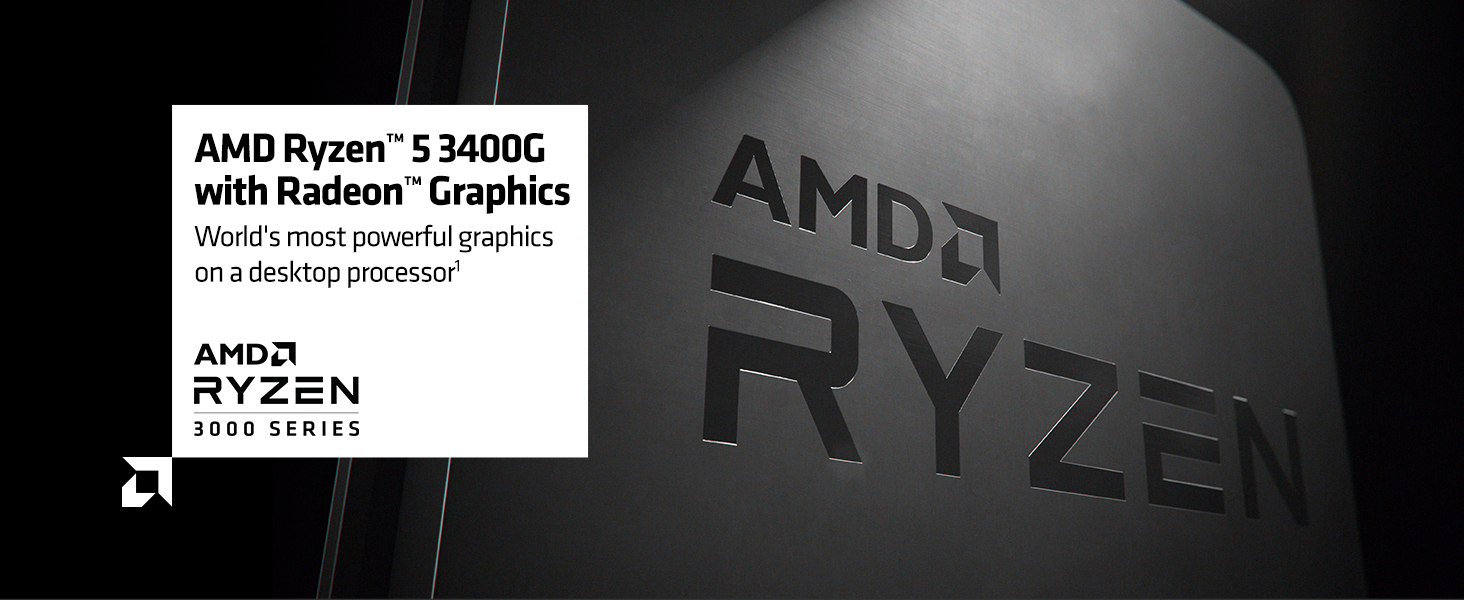 AMD Ryzen™ 5 3400G
with Radeon™ Graphics
World's most powerful graphics
on a desktop processor¹
AMD
RYZEN
3000 SERIES
AMD
RYZEN